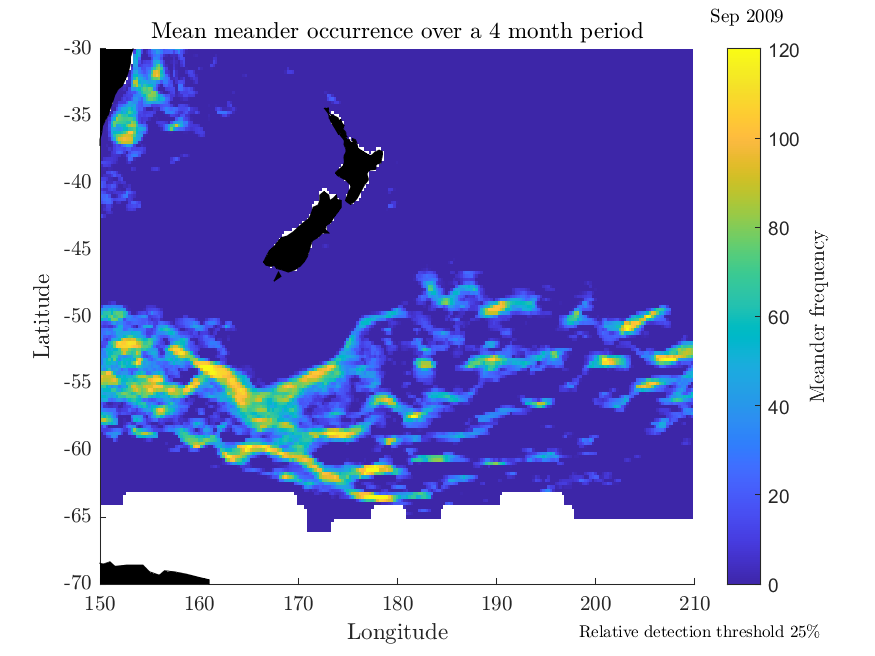 Sep 2009
Mean meander occurrence over a 4 month period
-30
-35
-40
-45
-50
-55
-60
-65
-70
Latitude
150 160 170 180 190 200 210
Longitude
120
100
80
60
40
20
0
Meander frequency
Relative detection threshold 25%